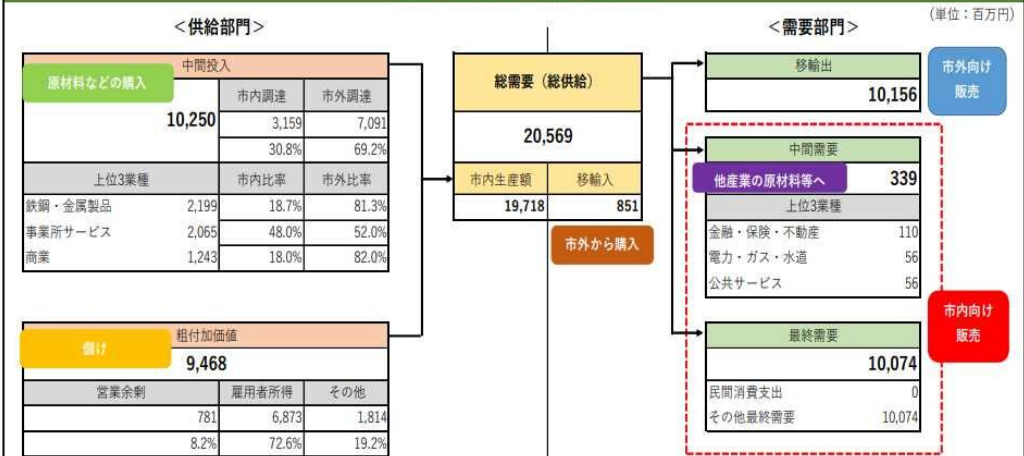 (単位：百万円)
＜供給部門＞
＜需要部門＞
中間投入
原材料などの購入
市内調達 市外調達
10,250
3,159 7,091
30.8% 69.2%
上位3業種 市内比率 市外比率
鉄鋼・金属製品 2,199 18.7% 81.3%
事業所サービス 2,065 48.0% 52.0%
商業 1,243 18.0% 82.0%
粗付加価値
儲け
9,468
営業余剰 雇用者所得 その他
781 6,873 1,814
8.2% 72.6% 19.2%
総需要（総供給）
20,569
市内生産額 移輸入
19,718 851
市外から購入
移輸出
10,156
市外向け
販売
中間需要
他産業の原材料等へ
339
上位3業種
金融・保険・不動産 110
電力・ガス・水道 56
公共サービス 56
市内向け
販売
最終需要
10,074
民間消費支出 0
その他最終需要 10,074